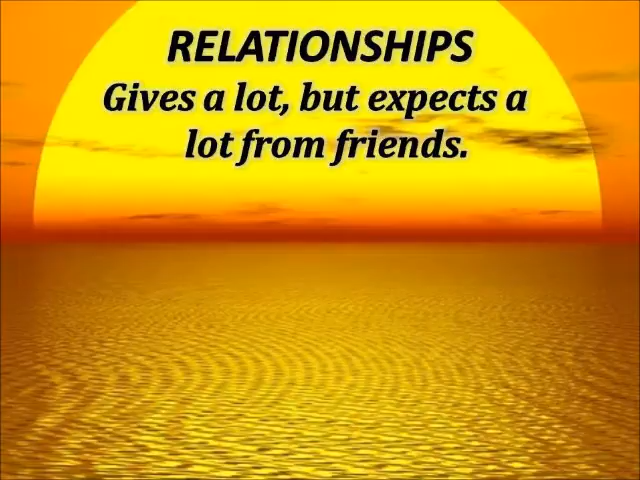 RELATIONSHIPS
Gives a lot, but expects a
lot from friends.